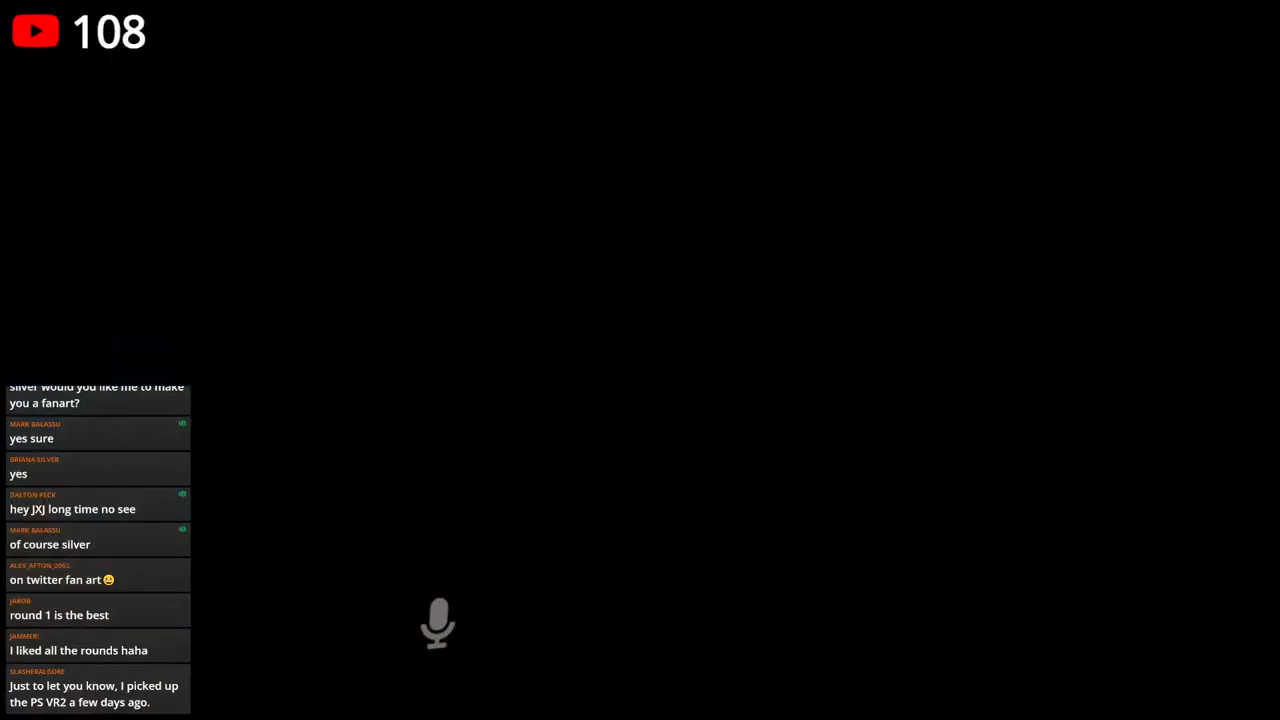 108
silver would you like me to make
you a fanart?
MARK BALASSU
yes sure
BRIANA SILVER
yes
DALTON PECK
hey JXJ long time no see
MARK BALASSU
of course silver
ALEX_AFTON_2062
on twitter fan art😀
JAROB
round 1 is the best
JAMMER!
I liked all the rounds haha
SLASHERALGORE
Just to let you know, I picked up
the PS VR2 a few days ago.